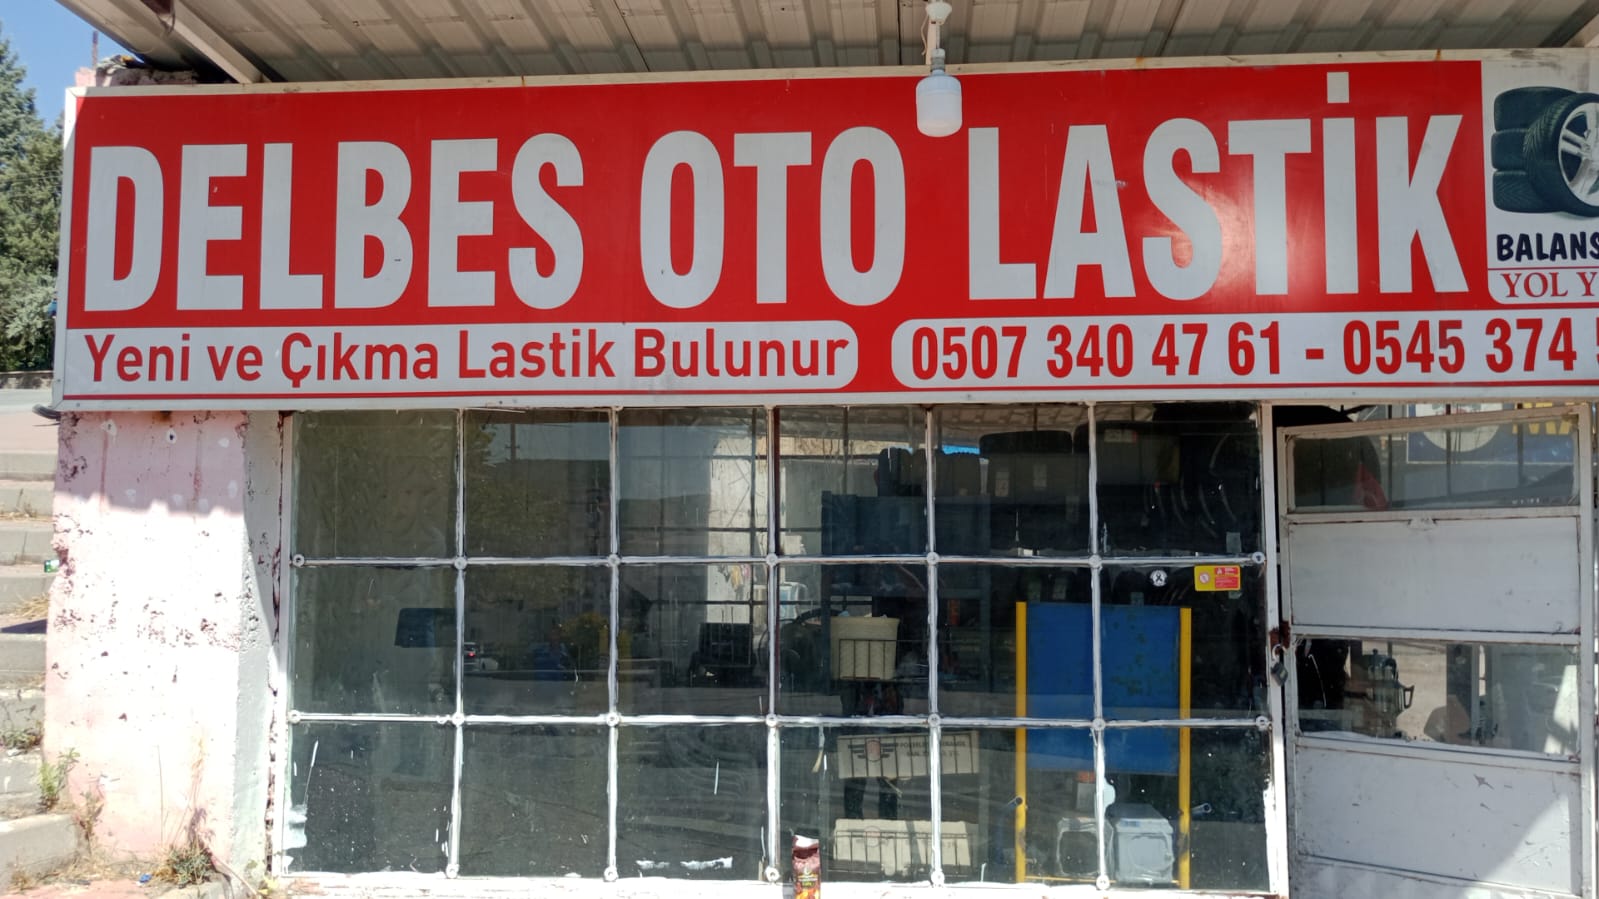 DELBES OTO LASTİK
BALANS
YOL Y
Yeni ve Çıkma Lastik Bulunur
0507 340 47 61 - 0545 374